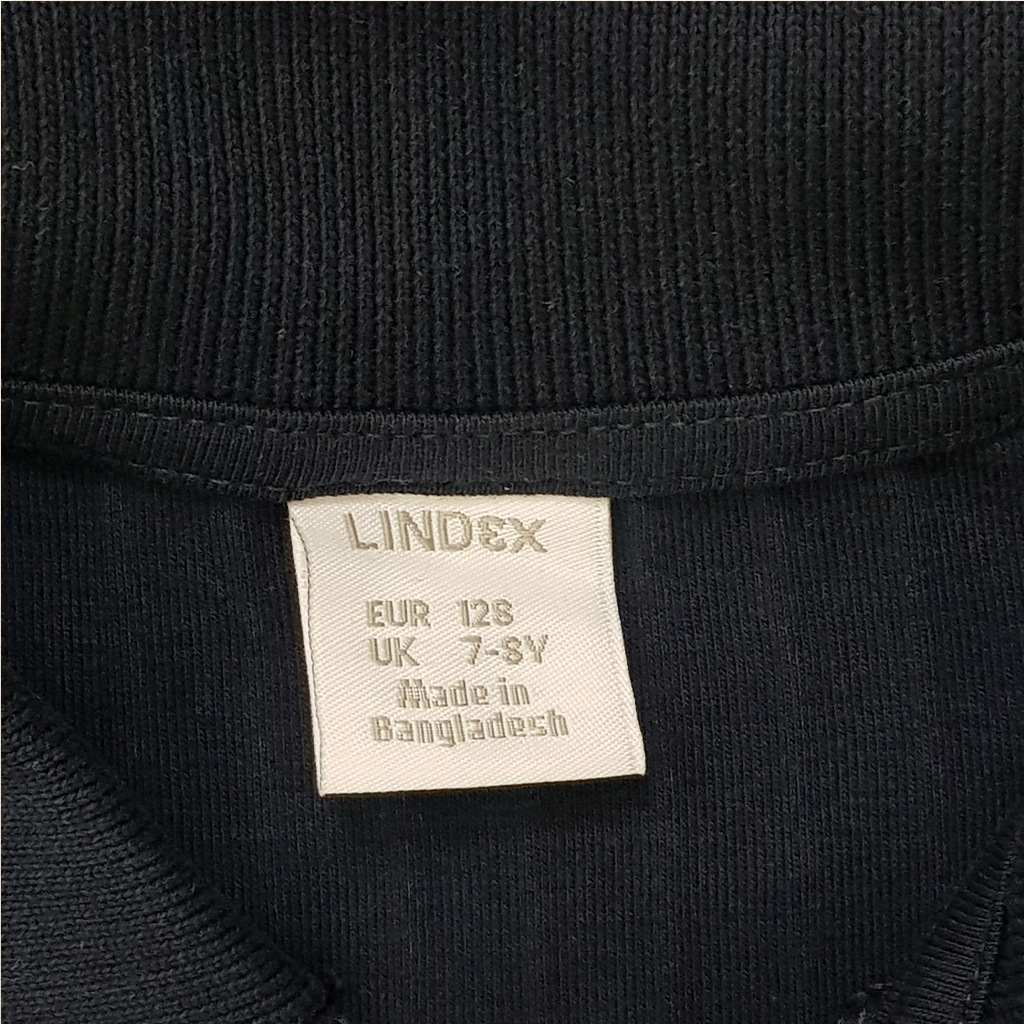 LINDEX
EUR 128
UK 7-8Y
Made in
Bangladesh